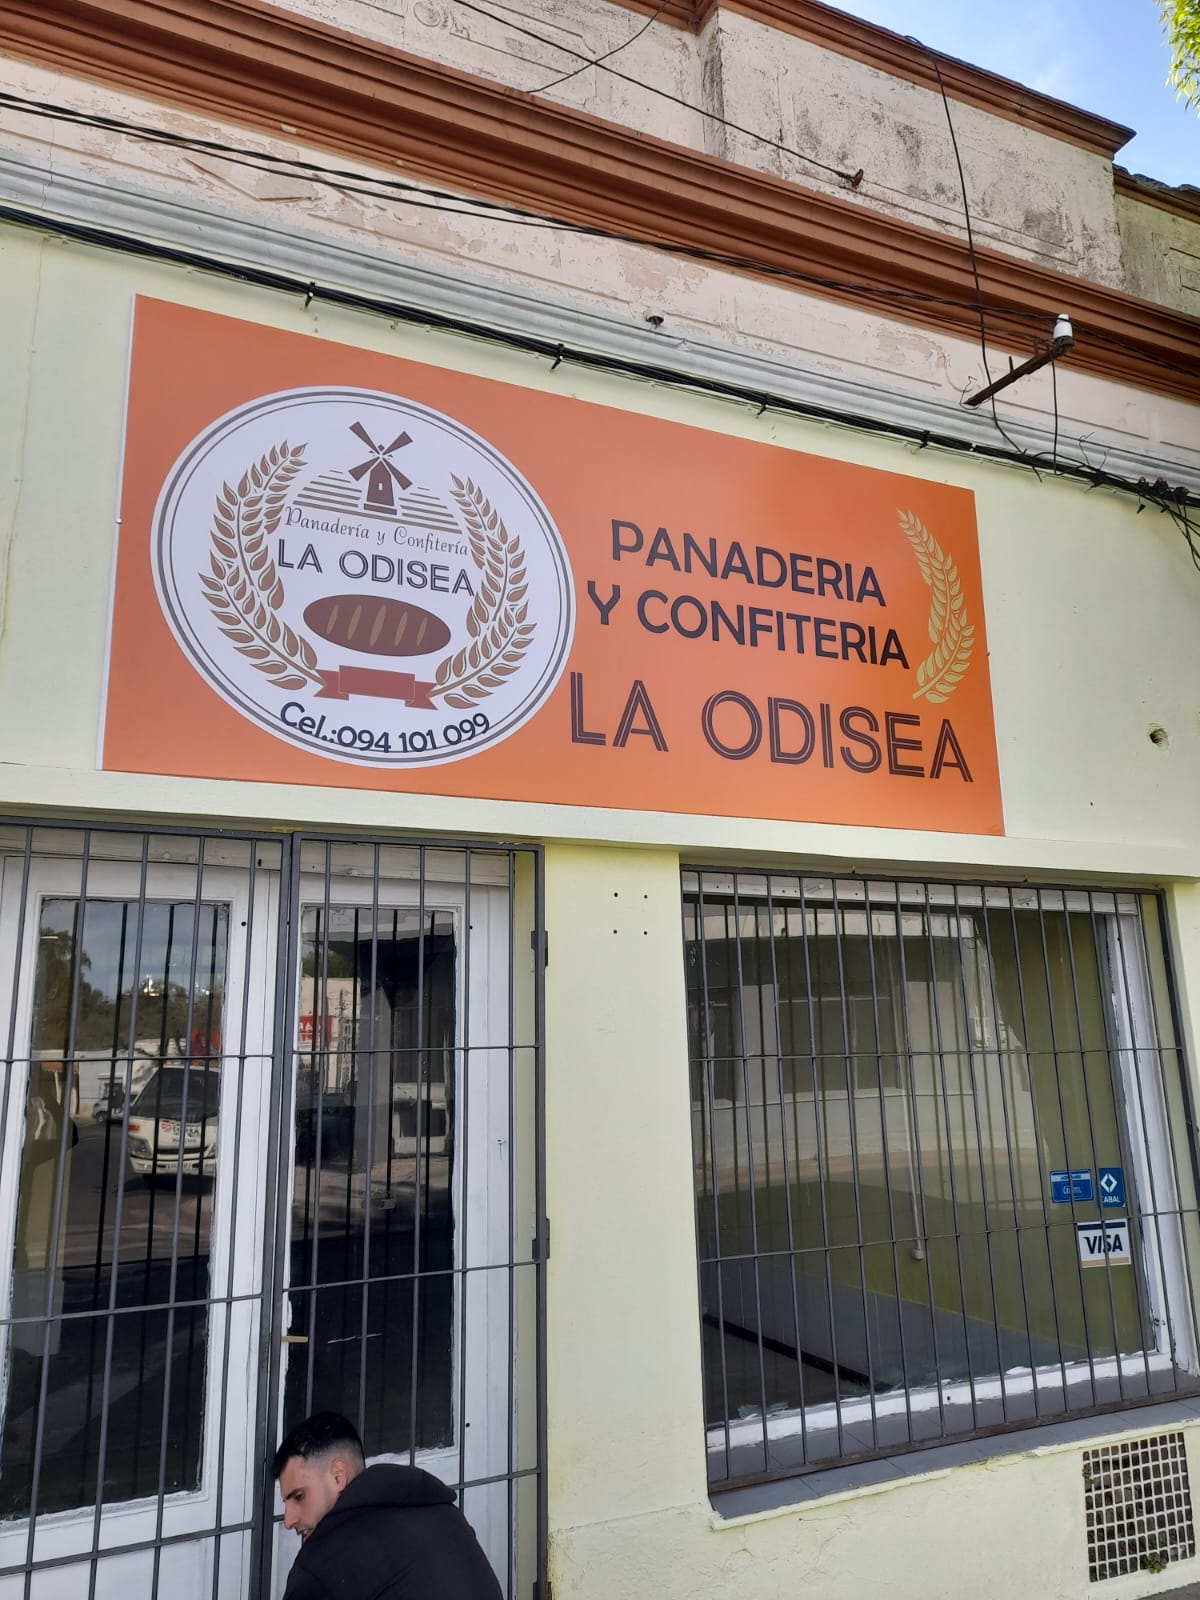 Panadería y Confitería
LA ODISEA
Cel.:094 101 099
PANADERIA
Y CONFITERIA
LA ODISEA
CABAL
VISA